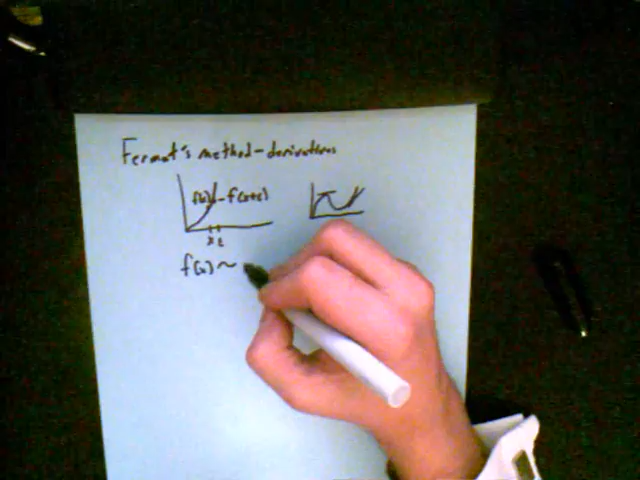 Fermat's method - derivatives
f(x) - f(x+ε)
x ε
f(x) ~